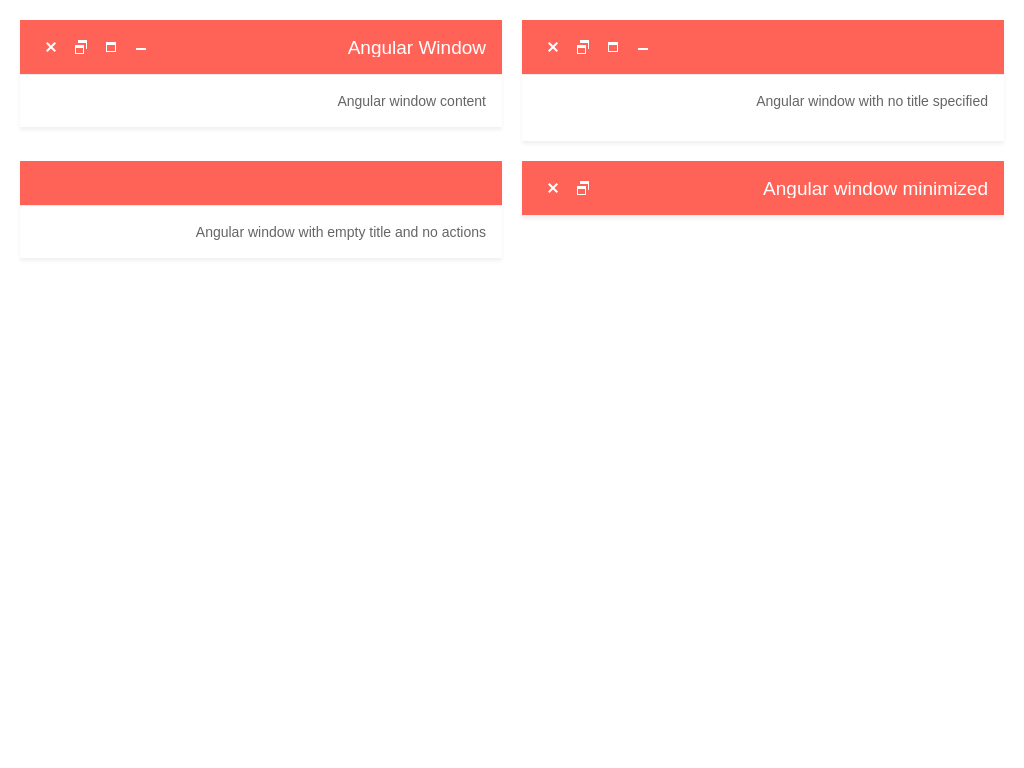 Angular Window
Angular window content
Angular window with no title specified
Angular window with empty title and no actions
Angular window minimized